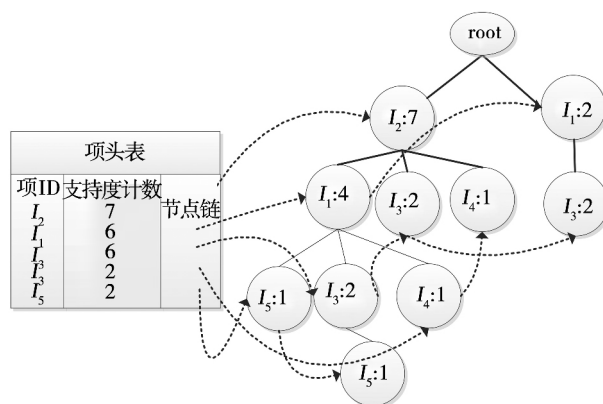 root
I₂:7
I₁:2
项头表
项ID 支持度计数 节点链
I₂ 7
I₁ 6
I₃ 6
I₃ 2
I₅ 2
I₁:4
I₃:2
I₄:1
I₃:2
I₅:1
I₃:2
I₄:1
I₅:1